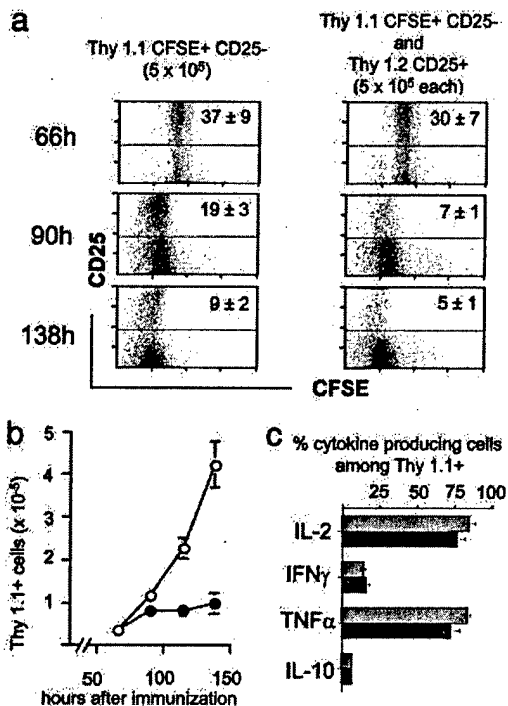 a
Thy 1.1 CFSE+ CD25-
(5 x 10⁵)
Thy 1.1 CFSE+ CD25-
and
Thy 1.2 CD25+
(5 x 10⁵ each)
66h
37 ± 9
30 ± 7
90h
19 ± 3
7 ± 1
138h
9 ± 2
5 ± 1
CD25
CFSE
b
Thy 1.1+ cells (x 10⁻⁵)
5
4
3
2
1
50
100
150
hours after immunization
c
% cytokine producing cells
among Thy 1.1+
25
50
75
100
IL-2
IFNγ
TNFα
IL-10